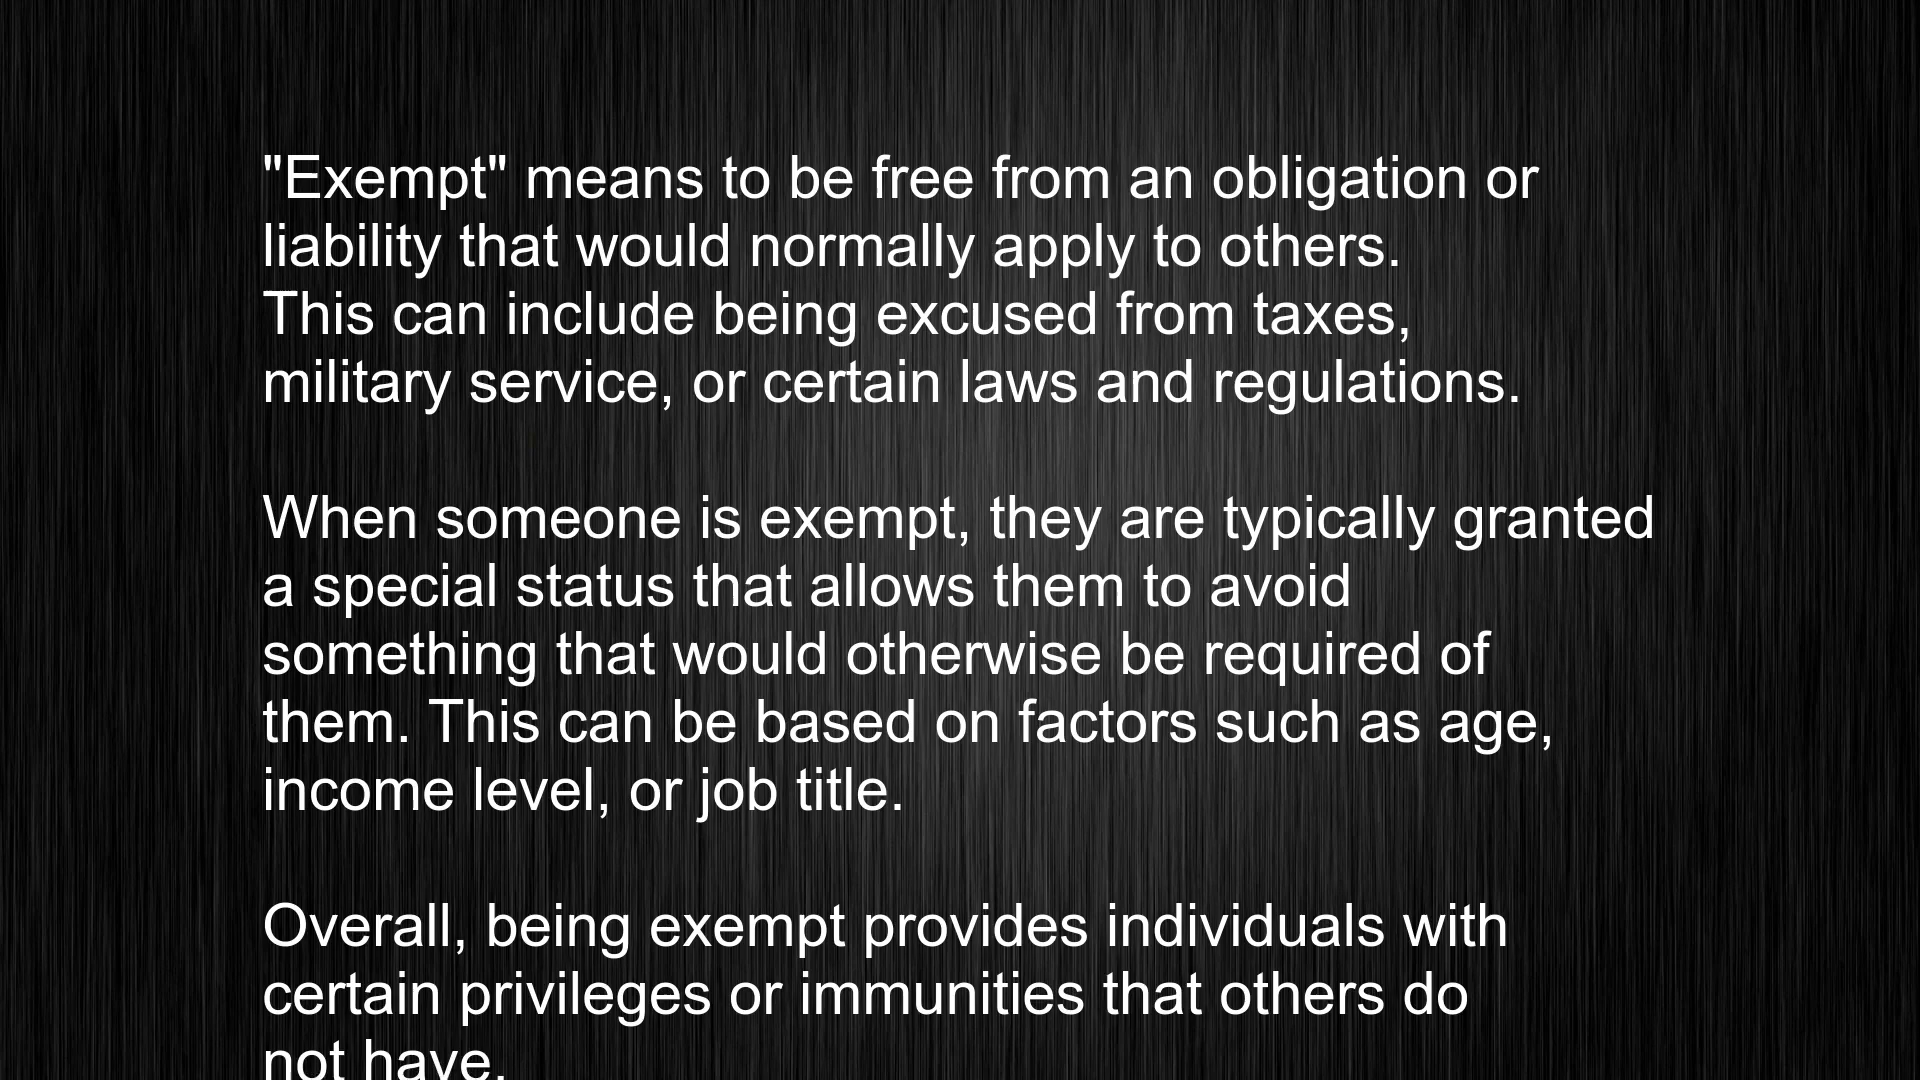 "Exempt" means to be free from an obligation or
liability that would normally apply to others.
This can include being excused from taxes,
military service, or certain laws and regulations.
When someone is exempt, they are typically granted
a special status that allows them to avoid
something that would otherwise be required of
them. This can be based on factors such as age,
income level, or job title.
Overall, being exempt provides individuals with
certain privileges or immunities that others do
not have.